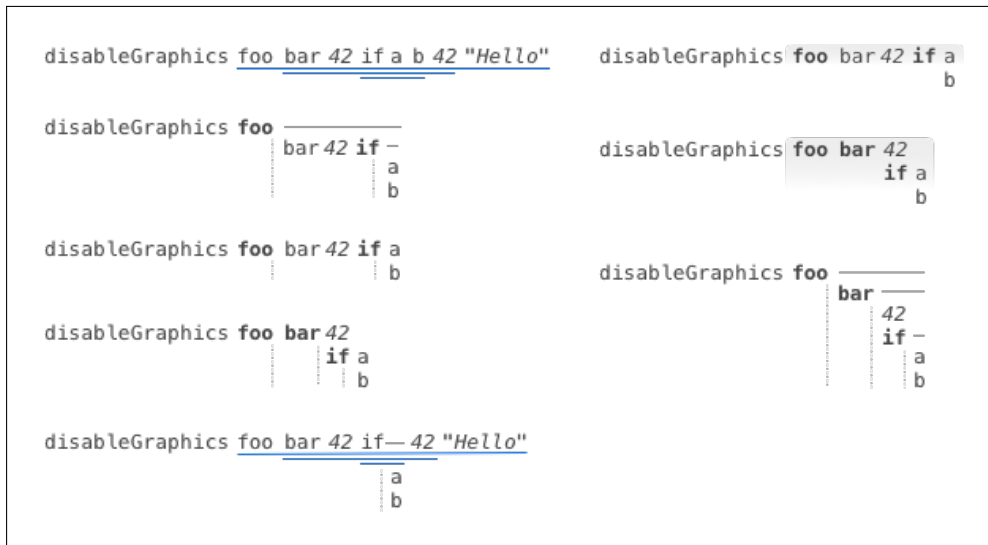 disableGraphics foo bar 42 if a b 42 "Hello"
disableGraphics foo
bar 42 if
a
b
disableGraphics foo bar 42 if a
b
disableGraphics foo bar 42
if a
b
disableGraphics foo bar 42 if 42 "Hello"
a
b
disableGraphics foo bar 42 if a
b
disableGraphics foo bar 42
if a
b
disableGraphics foo
bar
42
if
a
b